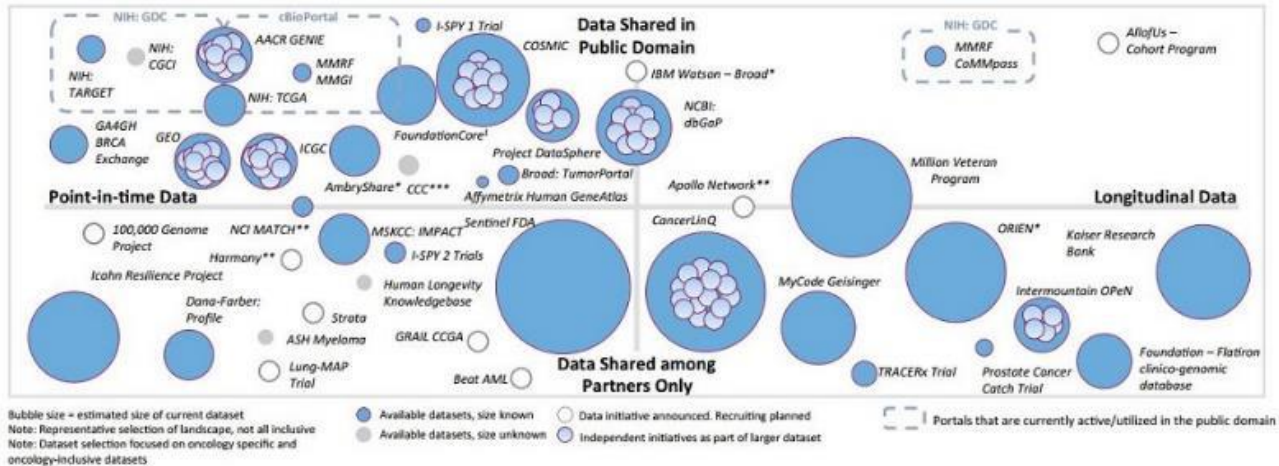 NIH: GDC
cBioPortal
NIH: GDC
I-SPY 1 Trial
Data Shared in
Public Domain
AACR GENIE
COSMIC
NIH:
CGCI
NIH:
TARGET
MMRF
MMGI
NIH: TCGA
IBM Watson – Broad*
MMRF
CoMMpass
AllofUs –
Cohort Program
NCBI:
dbGaP
GA4GH
BRCA
Exchange
GEO
ICGC
FoundationCore¹
Project DataSphere
AmbryShare*
CCC***
Broad: TumorPortal
Affymetrix Human GeneAtlas
Apollo Network**
Million Veteran
Program
Point-in-time Data
Longitudinal Data
100,000 Genome
Project
NCI MATCH**
MSKCC: IMPACT
Sentinel FDA
CancerLinQ
ORIEN*
Kaiser Research
Bank
Harmony**
I-SPY 2 Trials
Icahn Resilience Project
Human Longevity
Knowledgebase
MyCode Geisinger
Intermountain OPeN
Dana-Farber:
Profile
Strata
ASH Myeloma
GRAIL CCGA
Lung-MAP
Trial
Beat AML
Data Shared among
Partners Only
TRACERx Trial
Prostate Cancer
Catch Trial
Foundation – Flatiron
clinico-genomic
database
Bubble size = estimated size of current dataset
Note: Representative selection of landscape, not all inclusive
Note: Dataset selection focused on oncology specific and
oncology-inclusive datasets
Available datasets, size known
Available datasets, size unknown
Data initiative announced. Recruiting planned
Independent initiatives as part of larger dataset
Portals that are currently active/utilized in the public domain